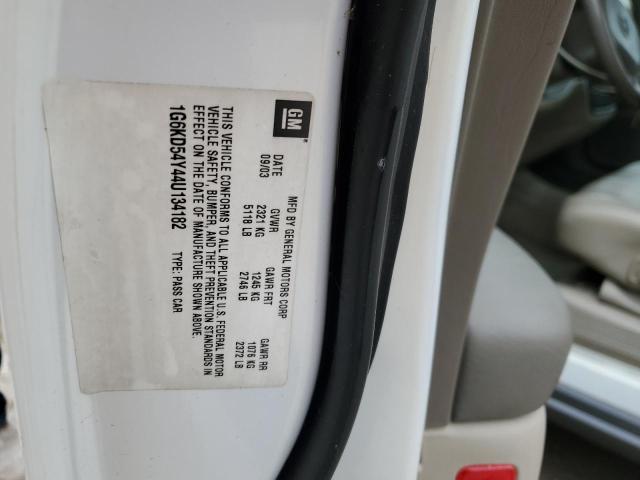 GM
MFD BY GENERAL MOTORS CORP
DATE GVWR GAWR FRT GAWR RR
09/03 2321 KG 1245 KG 1076 KG
5118 LB 2746 LB 2372 LB
THIS VEHICLE CONFORMS TO ALL APPLICABLE U.S. FEDERAL MOTOR
VEHICLE SAFETY, BUMPER, AND THEFT PREVENTION STANDARDS IN
EFFECT ON THE DATE OF MANUFACTURE SHOWN ABOVE.
1G6KD54Y44U134182 TYPE: PASS CAR